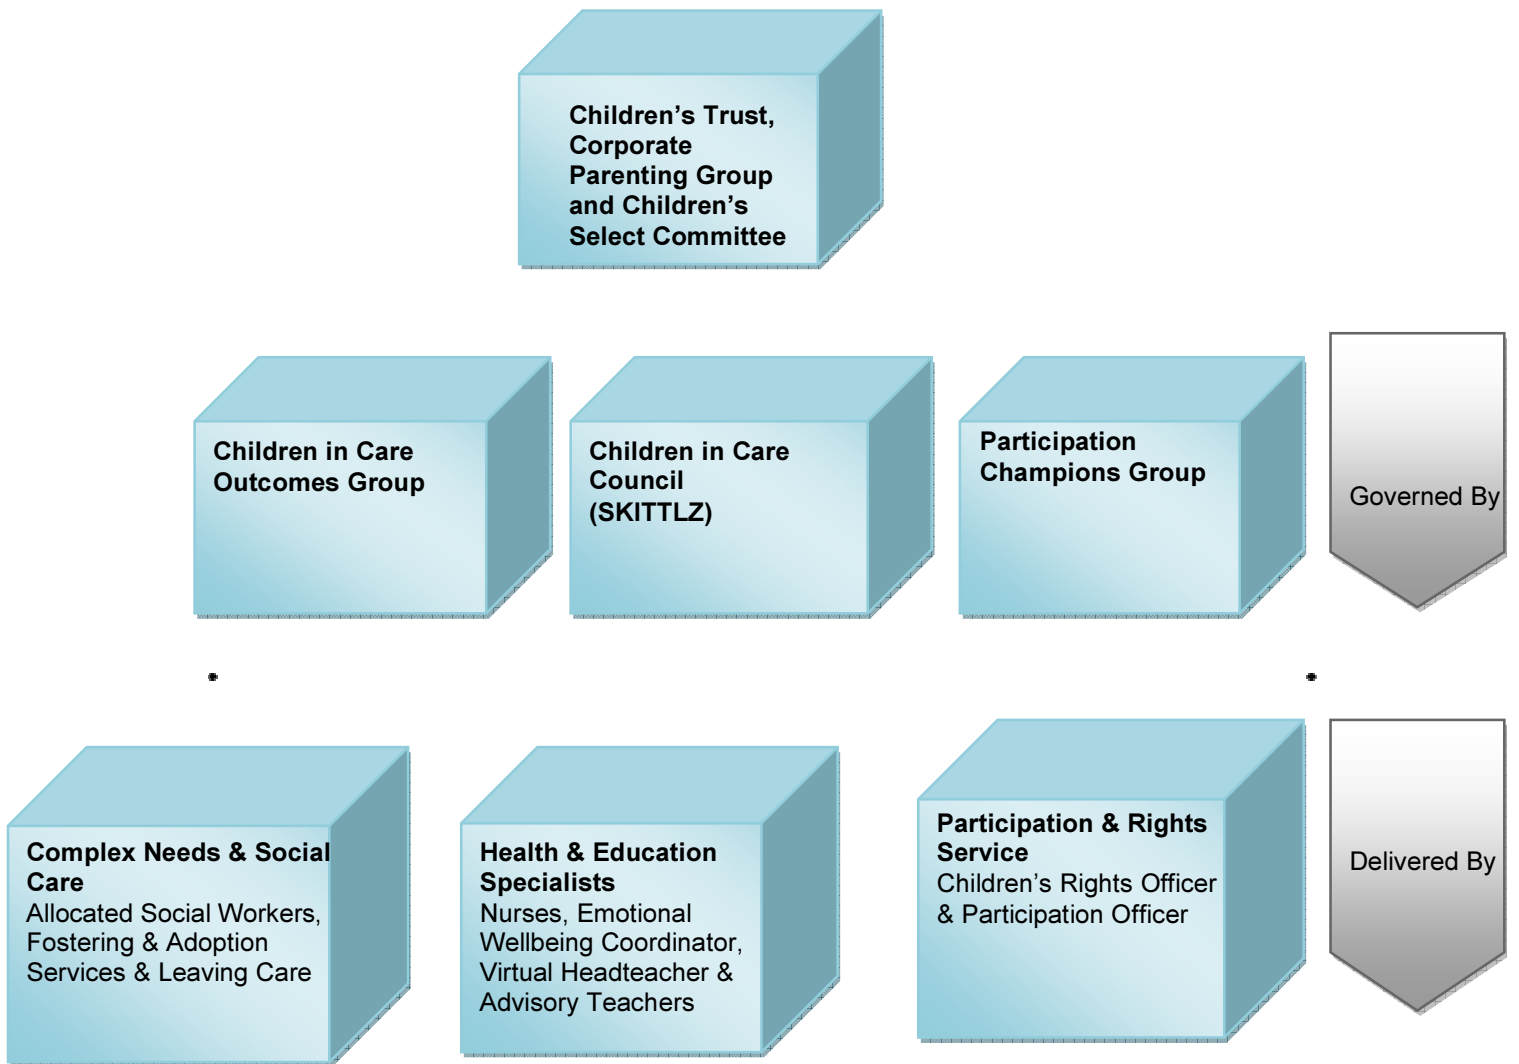 Children’s Trust,
Corporate
Parenting Group
and Children’s
Select Committee
Children in Care
Outcomes Group
Children in Care
Council
(SKITTLZ)
Participation
Champions Group
Governed By
Complex Needs & Social
Care
Allocated Social Workers,
Fostering & Adoption
Services & Leaving Care
Health & Education
Specialists
Nurses, Emotional
Wellbeing Coordinator,
Virtual Headteacher &
Advisory Teachers
Participation & Rights
Service
Children’s Rights Officer
& Participation Officer
Delivered By